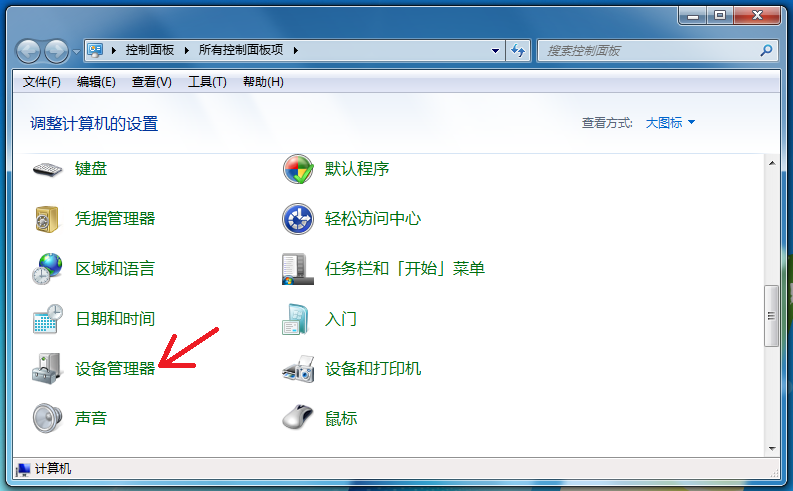 控制面板 所有控制面板项 搜索控制面板
文件(F) 编辑(E) 查看(V) 工具(T) 帮助(H)
调整计算机的设置 查看方式: 大图标
键盘 默认程序
凭据管理器 轻松访问中心
区域和语言 任务栏和「开始」菜单
日期和时间 入门
设备管理器 设备和打印机
声音 鼠标
计算机